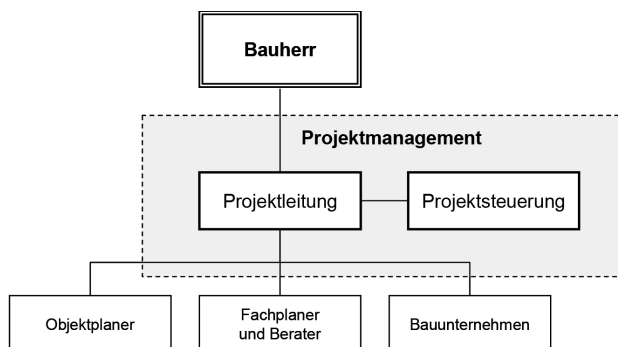 Bauherr
Projektmanagement
Projektleitung
Projektsteuerung
Objektplaner
Fachplaner
und Berater
Bauunternehmen